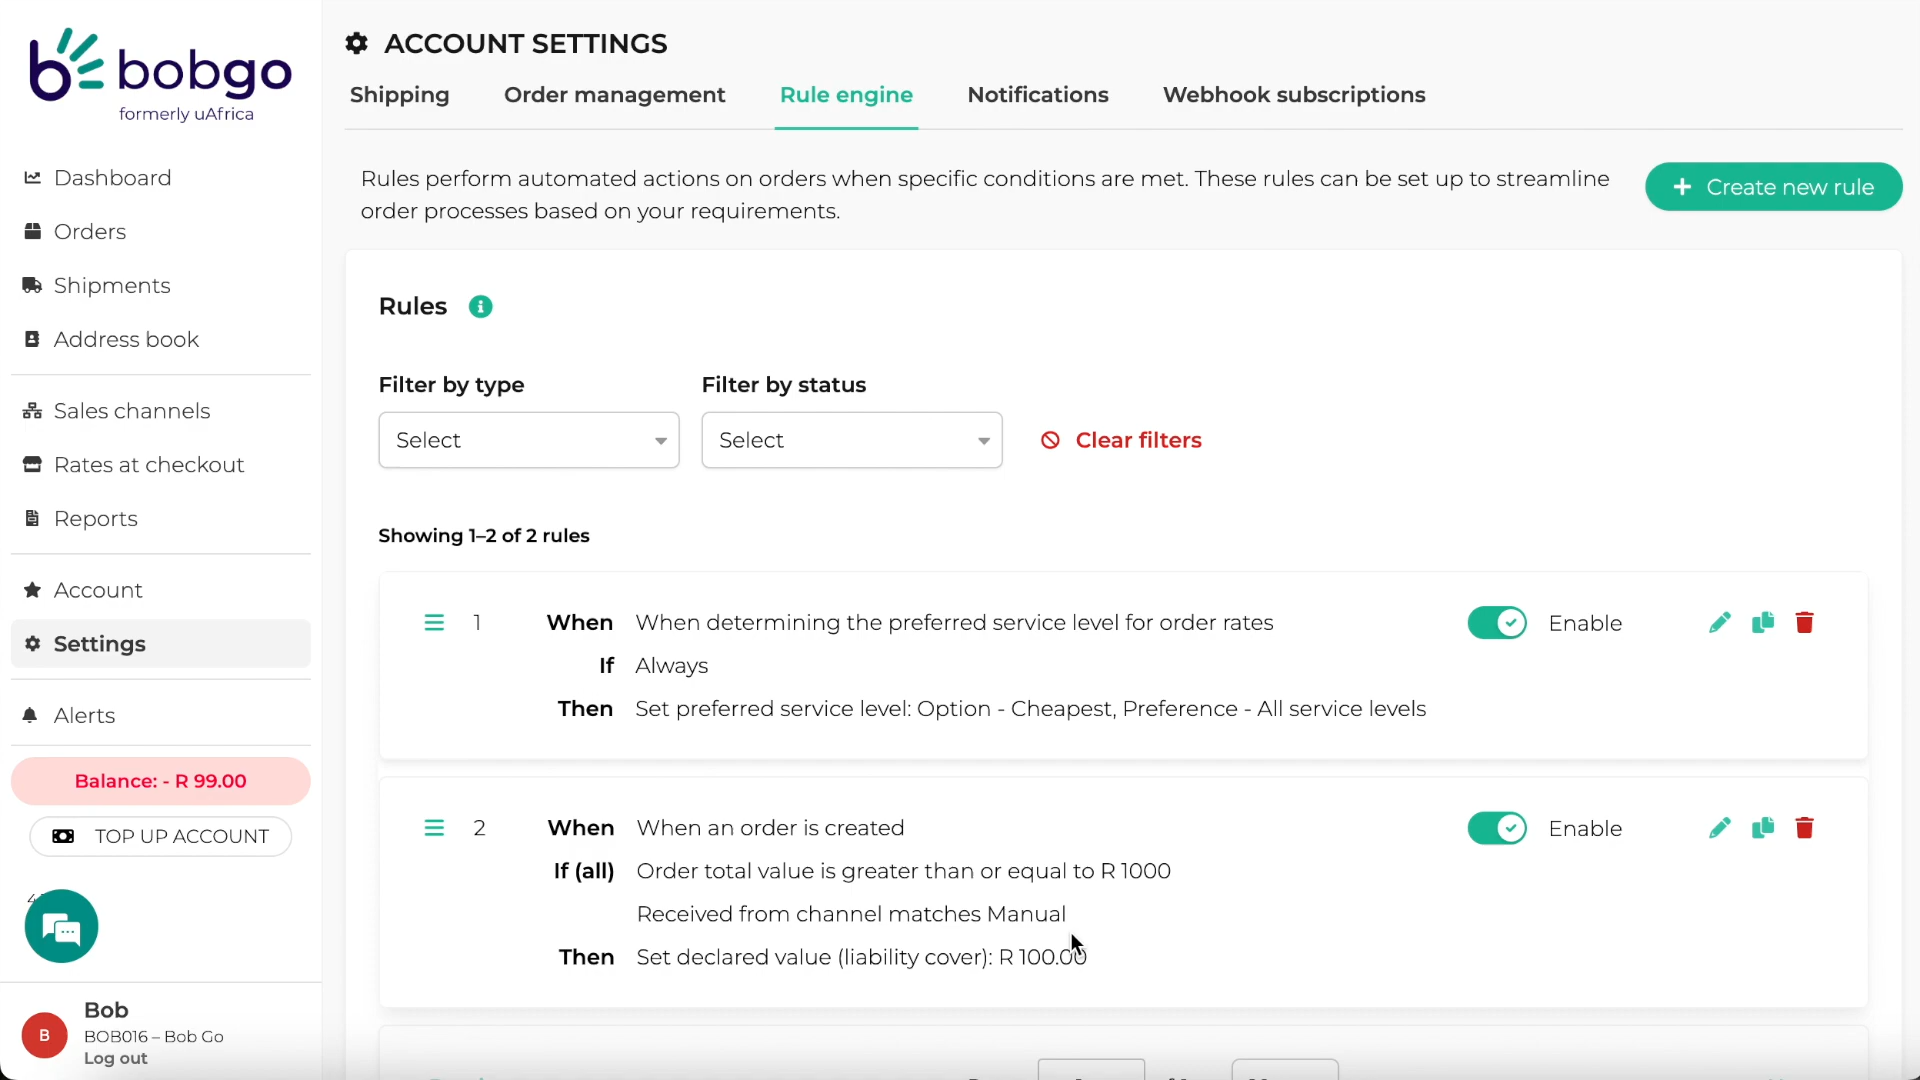 bobgo
formerly uAfrica
Dashboard
Orders
Shipments
Address book
Sales channels
Rates at checkout
Reports
Account
Settings
Alerts
Balance: - R 99.00
TOP UP ACCOUNT
B
Bob
BOB016 – Bob Go
Log out
ACCOUNT SETTINGS
Shipping
Order management
Rule engine
Notifications
Webhook subscriptions
Rules perform automated actions on orders when specific conditions are met. These rules can be set up to streamline
order processes based on your requirements.
Create new rule
Rules
Filter by type
Filter by status
Select
Select
Clear filters
Showing 1–2 of 2 rules
1
When When determining the preferred service level for order rates
Enable
If Always
Then Set preferred service level: Option - Cheapest, Preference - All service levels
2
When When an order is created
Enable
If (all) Order total value is greater than or equal to R 1000
Received from channel matches Manual
Then Set declared value (liability cover): R 100.00